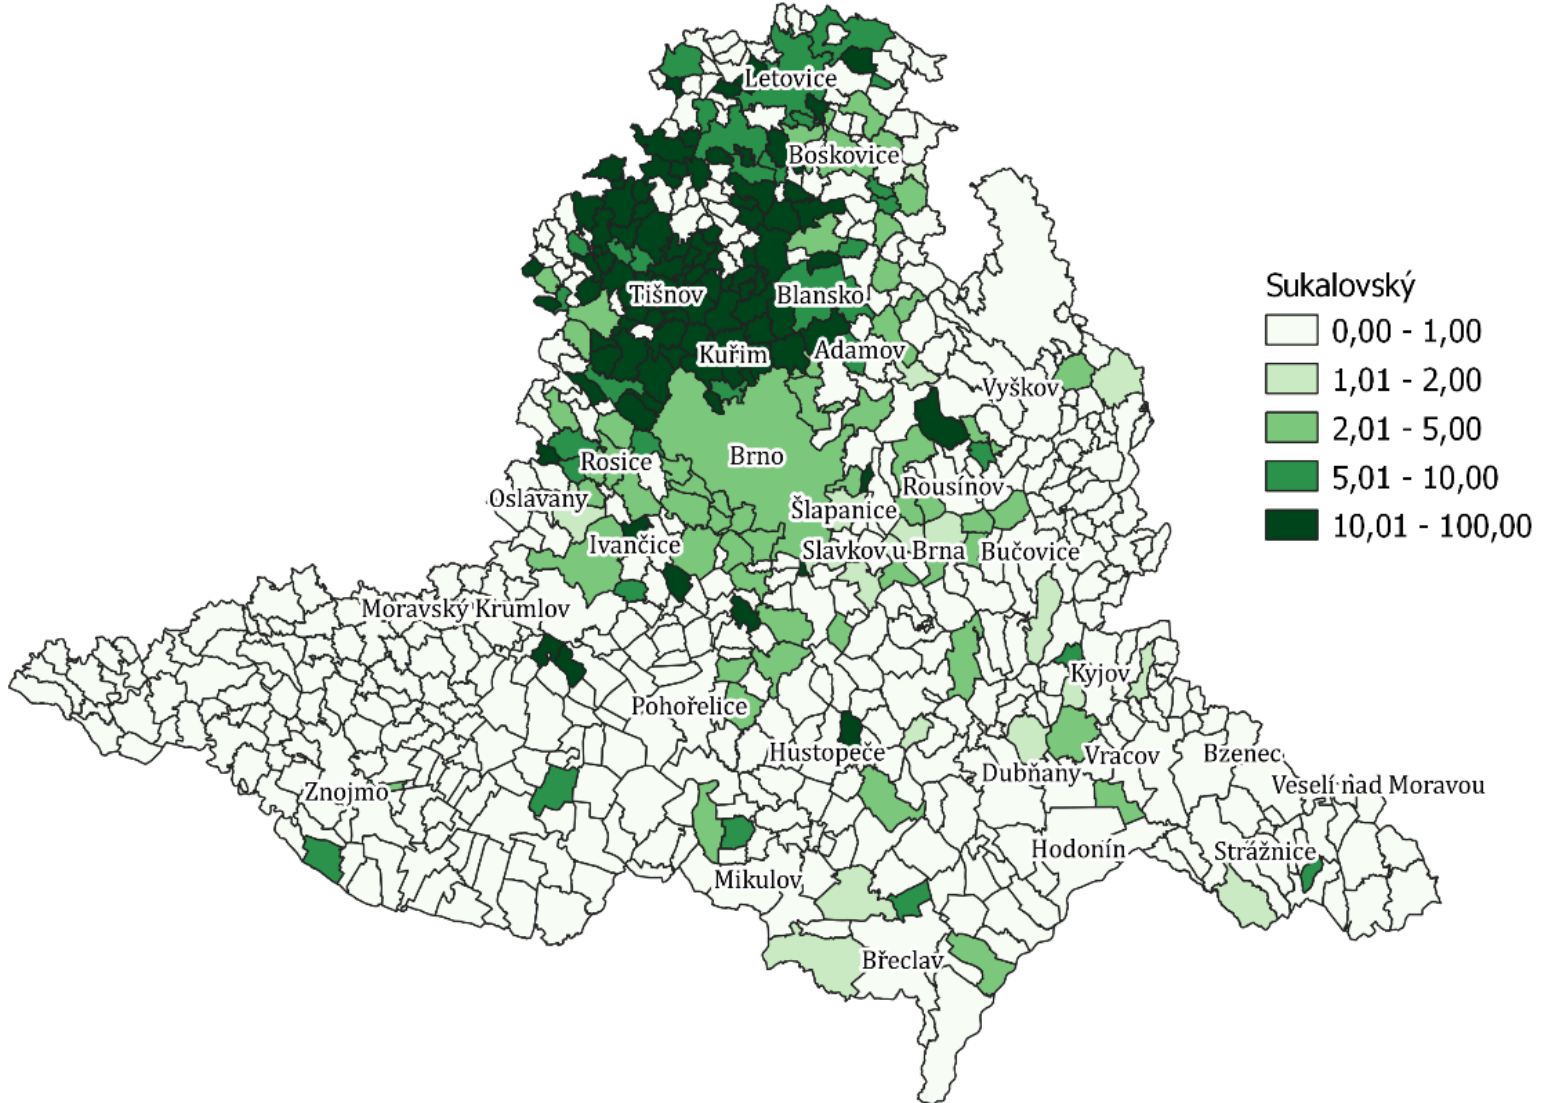 Letovice
Boskovice
Tišnov
Blansko
Kuřim
Adamov
Vyškov
Brno
Rosice
Oslavany
Rousínov
Šlapanice
Ivančice
Slavkov u Brna
Bučovice
Moravský Krumlov
Kyjov
Pohořelice
Hustopeče
Vracov
Bzenec
Dubňany
Znojmo
Veselí nad Moravou
Hodonín
Strážnice
Mikulov
Břeclav
Sukalovský
0,00 - 1,00
1,01 - 2,00
2,01 - 5,00
5,01 - 10,00
10,01 - 100,00